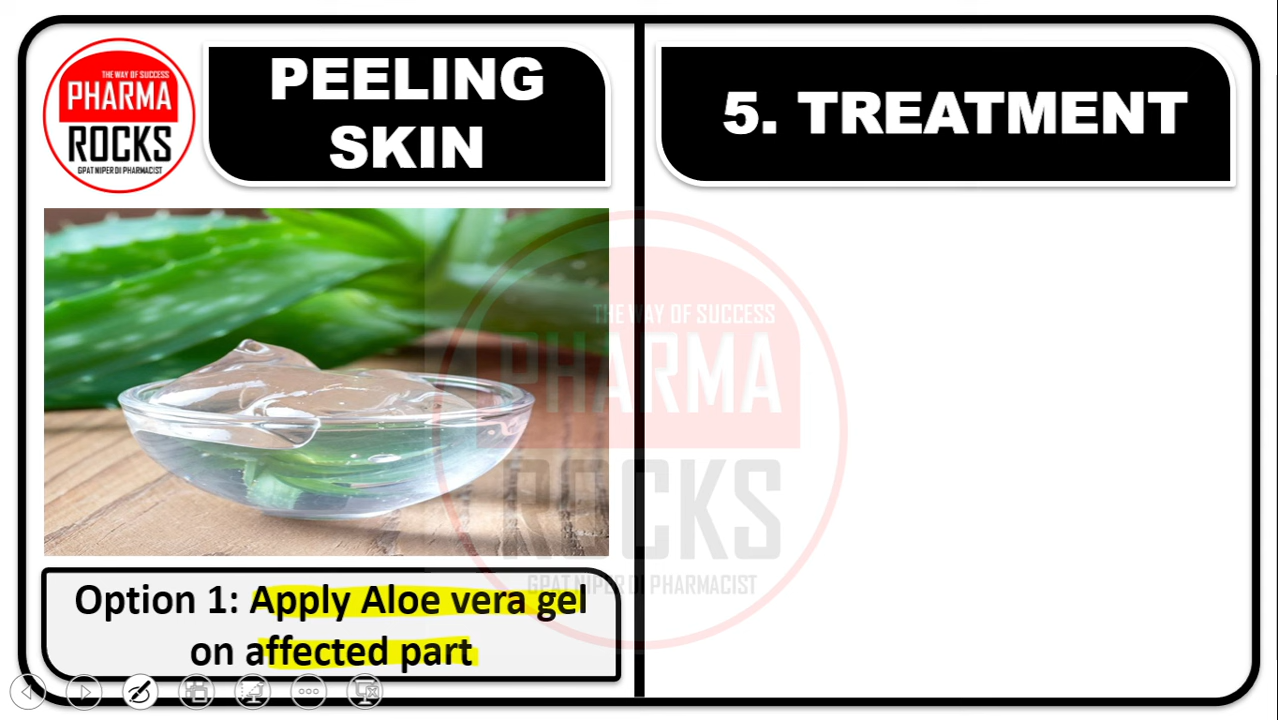 THE WAY OF SUCCESS
PHARMA
ROCKS
GPAT NIPER DI PHARMACIST
PEELING
SKIN
5. TREATMENT
THE WAY OF SUCCESS
PHARMA
ROCKS
GPAT NIPER DI PHARMACIST
Option 1: Apply Aloe vera gel
on affected part